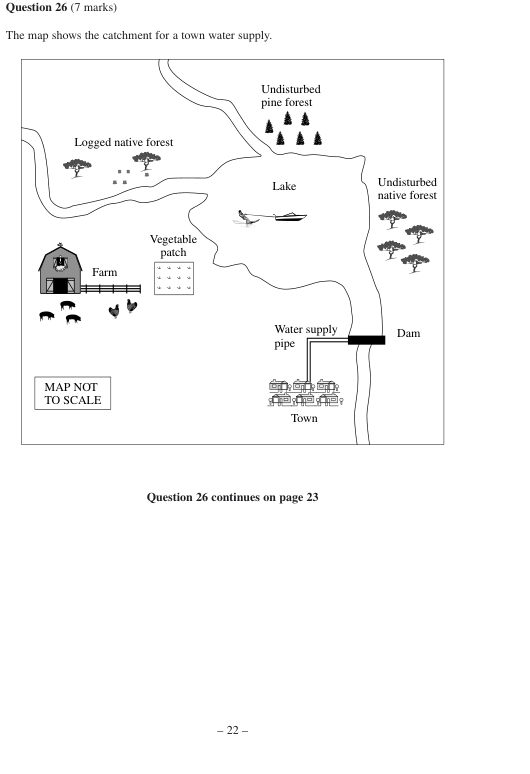 Question 26 (7 marks)
The map shows the catchment for a town water supply.
Undisturbed
pine forest
Logged native forest
Lake
Undisturbed
native forest
Vegetable
patch
Farm
Water supply
pipe
Dam
MAP NOT
TO SCALE
Town
Question 26 continues on page 23
– 22 –